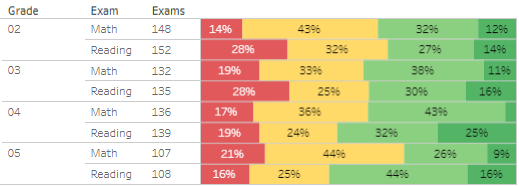 Grade Exam Exams
02 Math 148 14% 43% 32% 12%
Reading 152 28% 32% 27% 14%
03 Math 132 19% 33% 38% 11%
Reading 135 28% 25% 30% 16%
04 Math 136 17% 36% 43%
Reading 139 19% 24% 32% 25%
05 Math 107 21% 44% 26% 9%
Reading 108 16% 25% 44% 16%